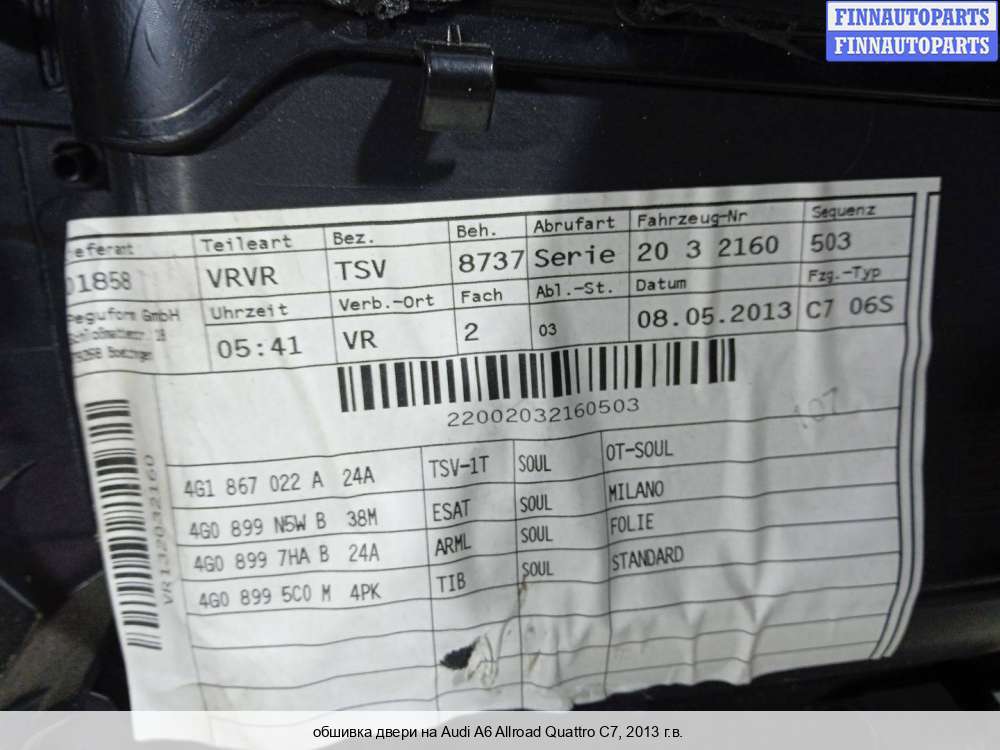 FINNAUTOPARTS
FINNAUTOPARTS
Teileart Bez. Beh. Abrufart Fahrzeug-Nr Sequenz
01858 VRVR TSV 8737 Serie 20 3 2160 503
Uhrzeit Verb.-Ort Fach Abl.-St. Datum Fzg.-Typ
GmbH
05:41 VR 2 03 08.05.2013 C7 06S
22002032160503
107
VR1320032160
4G1 867 022 A 24A TSV-1T SOUL OT-SOUL
4G0 899 N5W B 38M ESAT SOUL MILANO
4G0 899 7HA B 24A ARML SOUL FOLIE
4G0 899 5C0 M 4PK TIB SOUL STANDARD
обшивка двери на Audi A6 Allroad Quattro C7, 2013 г.в.